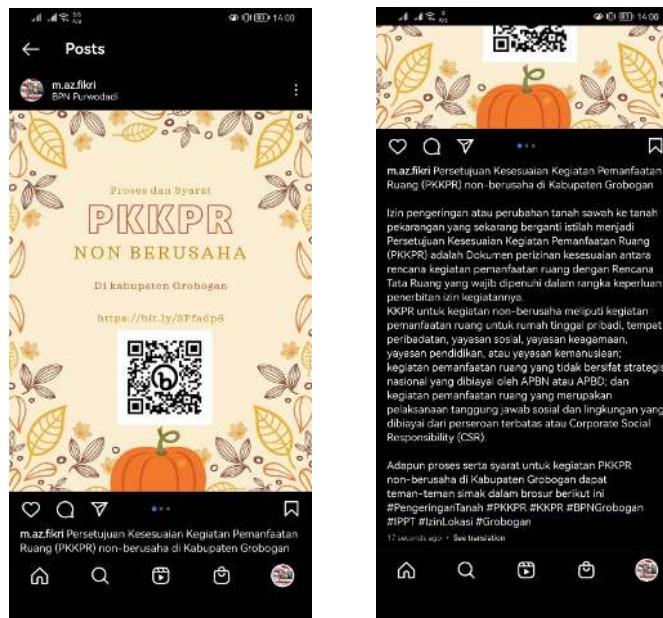 14:00
Posts
m.az.fikri
BPN Purwodadi
Proses dan Syarat
PKKPR
NON BERUSAHA
Di kabupaten Grobogan
https://bit.ly/3Pfadp6
m.az.fikri Persetujuan Kesesuaian Kegiatan Pemanfaatan
Ruang (PKKPR) non-berusaha di Kabupaten Grobogan
14:00
m.az.fikri Persetujuan Kesesuaian Kegiatan Pemanfaatan
Ruang (PKKPR) non-berusaha di Kabupaten Grobogan
Izin pengeringan atau perubahan tanah sawah ke tanah
pekarangan yang sekarang berganti istilah menjadi
Persetujuan Kesesuaian Kegiatan Pemanfaatan Ruang
(PKKPR) adalah Dokumen perizinan kesesuaian antara
rencana kegiatan pemanfaatan ruang dengan Rencana
Tata Ruang yang wajib dipenuhi dalam rangka keperluan
penerbitan izin kegiatannya.
KKPR untuk kegiatan non-berusaha meliputi kegiatan
pemanfaatan ruang untuk rumah tinggal pribadi, tempat
peribadatan, yayasan sosial, yayasan keagamaan,
yayasan pendidikan, atau yayasan kemanusiaan;
kegiatan pemanfaatan ruang yang tidak bersifat strategis
nasional yang dibiayai oleh APBN atau APBD; dan
kegiatan pemanfaatan ruang yang merupakan
pelaksanaan tanggung jawab sosial dan lingkungan yang
dibiayai dari perseroan terbatas atau Corporate Social
Responsibility (CSR).
Adapun proses serta syarat untuk kegiatan PKKPR
non-berusaha di Kabupaten Grobogan dapat
teman-teman simak dalam brosur berikut ini
#PengeringanTanah #PKKPR #KKPR #BPNGrobogan
#IPPT #IzinLokasi #Grobogan
17 seconds ago • See translation